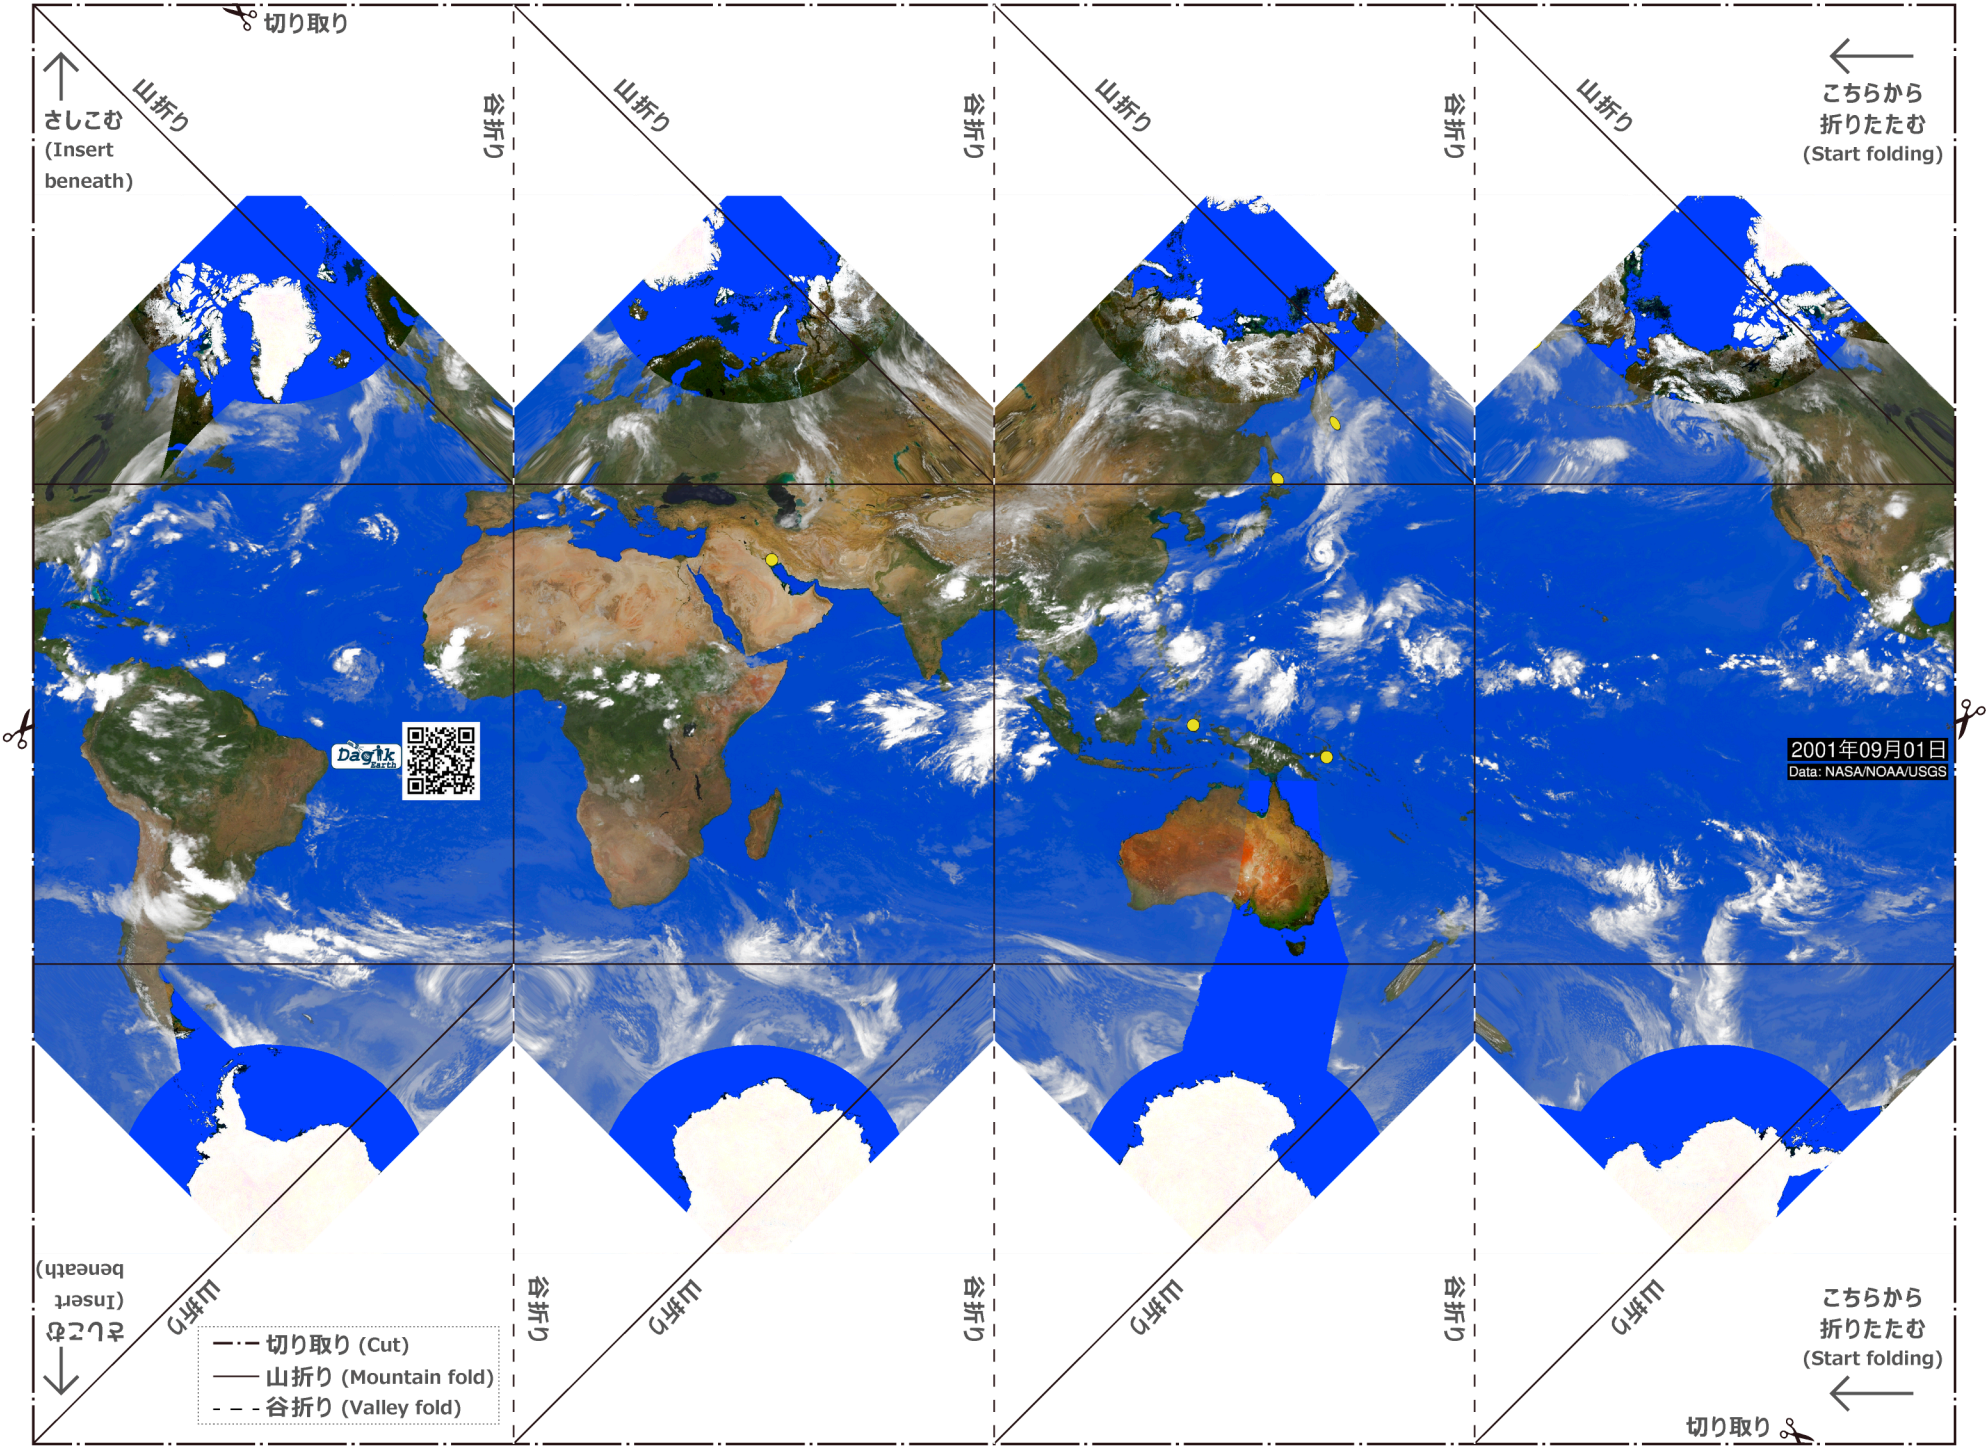 切り取り
さしこむ
(Insert
beneath)
山折り
谷折り
山折り
谷折り
山折り
谷折り
山折り
こちらから
折りたたむ
(Start folding)
Dagik
Earth
2001年09月01日
Data: NASA/NOAA/USGS
さしこむ
(Insert
beneath)
山折り
谷折り
山折り
谷折り
山折り
谷折り
山折り
こちらから
折りたたむ
(Start folding)
切り取り (Cut)
山折り (Mountain fold)
谷折り (Valley fold)
切り取り